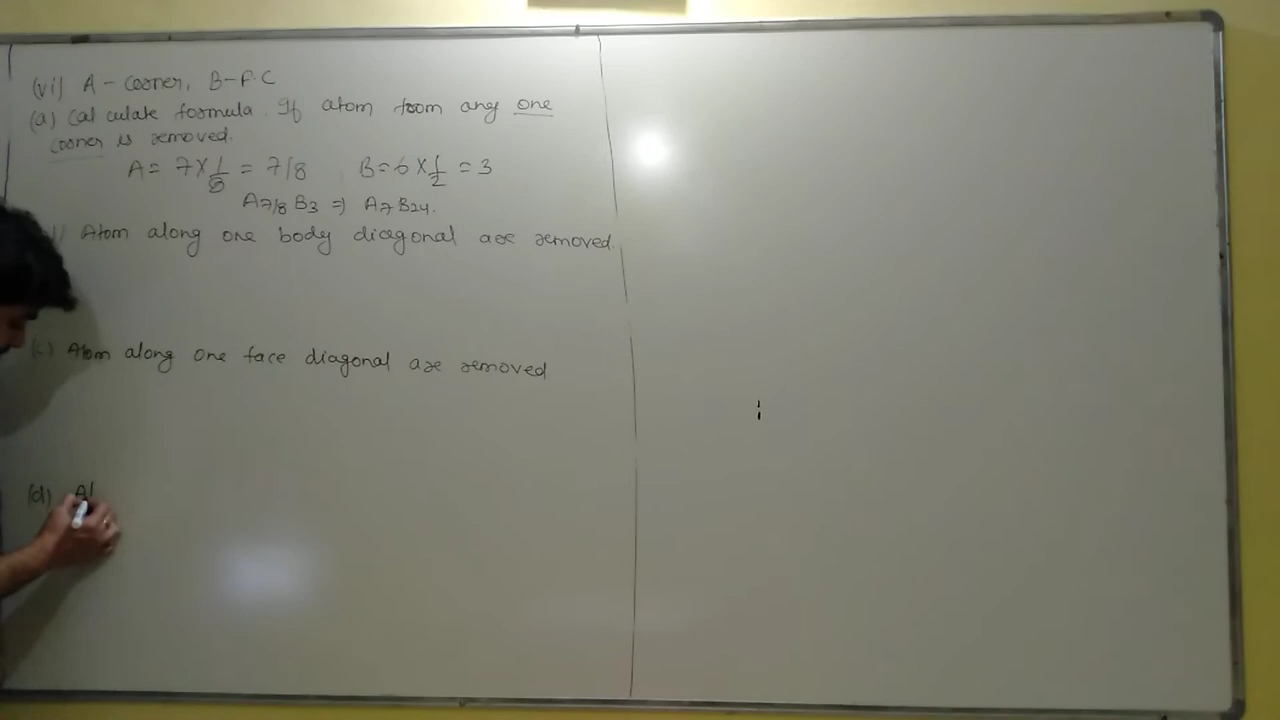 (vi) A - Corner, B-F.C
(a) Calculate formula. If atom from any one
corner is removed.
A = 7 X 1/8 = 7/8 B = 6 X 1/2 = 3
A7/8 B3 ⇒ A7 B24.
) Atom along one body diagonal are removed.
(c) Atom along one face diagonal are removed
(d) At